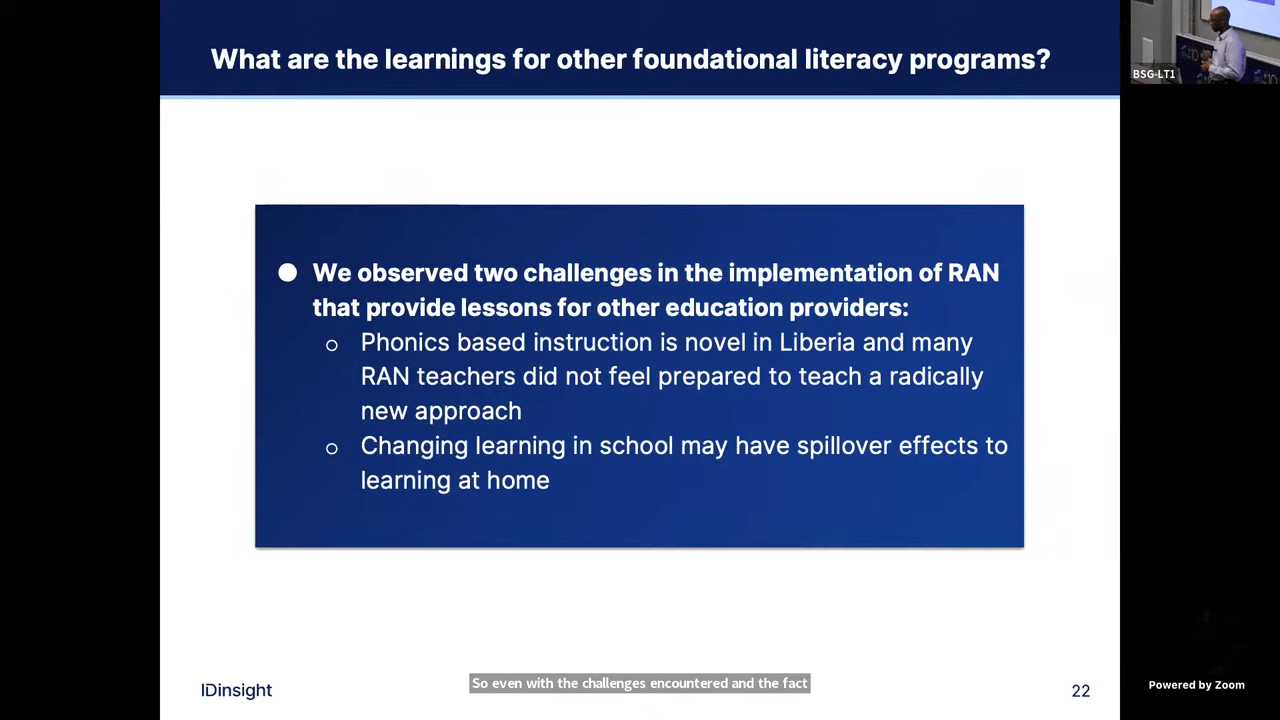 What are the learnings for other foundational literacy programs?
BSG-LT1
We observed two challenges in the implementation of RAN
that provide lessons for other education providers:
Phonics based instruction is novel in Liberia and many
RAN teachers did not feel prepared to teach a radically
new approach
Changing learning in school may have spillover effects to
learning at home
So even with the challenges encountered and the fact
IDinsight
22
Powered by Zoom